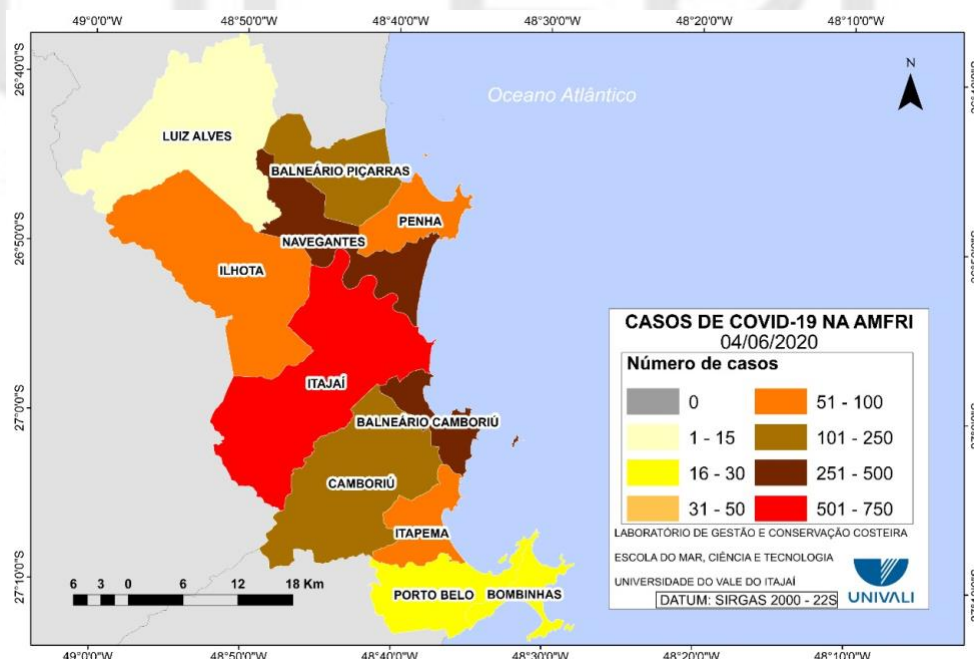 49°0'0"W 48°50'0"W 48°40'0"W 48°30'0"W 48°20'0"W 48°10'0"W
26°40'0"S
26°50'0"S
27°0'0"S
27°10'0"S
Oceano Atlântico
N
LUIZ ALVES
BALNEÁRIO PIÇARRAS
PENHA
NAVEGANTES
ILHOTA
ITAJAÍ
BALNEÁRIO CAMBORIÚ
CAMBORIÚ
ITAPEMA
PORTO BELO
BOMBINHAS
6 3 0 6 12 18 Km
CASOS DE COVID-19 NA AMFRI
04/06/2020
Número de casos
0
1 - 15
16 - 30
31 - 50
51 - 100
101 - 250
251 - 500
501 - 750
LABORATÓRIO DE GESTÃO E CONSERVAÇÃO COSTEIRA
ESCOLA DO MAR, CIÊNCIA E TECNOLOGIA
UNIVERSIDADE DO VALE DO ITAJAÍ
DATUM: SIRGAS 2000 - 22S
UNIVALI
49°0'0"W 48°50'0"W 48°40'0"W 48°30'0"W 48°20'0"W 48°10'0"W